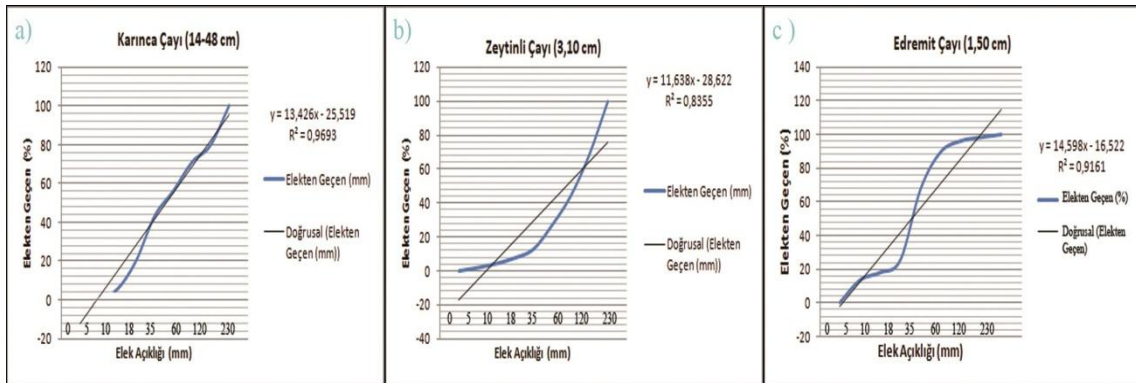 a)
Karınca Çayı (14-48 cm)
Elekten Geçen (%)
120
100
80
60
40
20
0
-20
0 5 10 18 35 60 120 230
Elek Açıklığı (mm)
y = 13,426x - 25,519
R² = 0,9693
Elekten Geçen (mm)
Doğrusal (Elekten
Geçen (mm))
b)
Zeytinli Çayı (3,10 cm)
Elekten Geçen (%)
120
100
80
60
40
20
0
-20
-40
0 5 10 18 35 60 120 230
Elek Açıklığı (mm)
y = 11,638x - 28,622
R² = 0,8355
Elekten Geçen (mm)
Doğrusal (Elekten
Geçen (mm))
c )
Edremit Çayı (1,50 cm)
Elekten Geçen (%)
140
120
100
80
60
40
20
0
-20
0 5 10 18 35 60 120 230
Elek Açıklığı (mm)
y = 14,598x - 16,522
R² = 0,9161
Elekten Geçen (%)
Doğrusal (Elekten
Geçen)